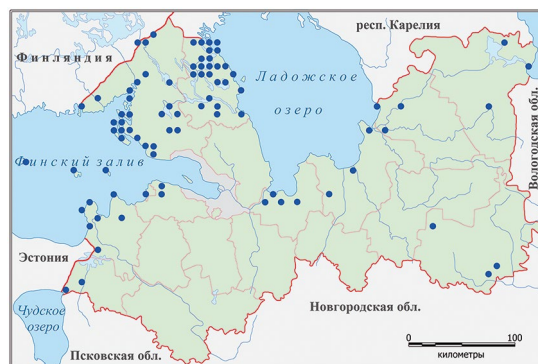 респ. Карелия
Финляндия
Ладожское
озеро
Вологодская обл.
Финский залив
Эстония
Новгородская обл.
Чудское
озеро
Псковская обл.
0 100
километры